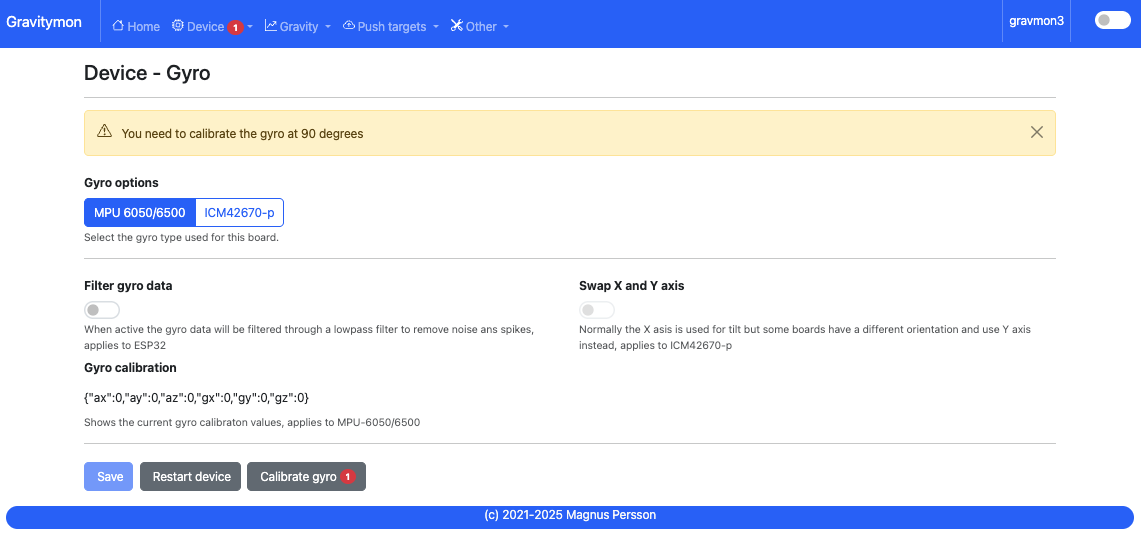 Gravitymon
Home
Device 1
Gravity
Push targets
Other
gravmon3
Device - Gyro
You need to calibrate the gyro at 90 degrees
Gyro options
MPU 6050/6500
ICM42670-p
Select the gyro type used for this board.
Filter gyro data
When active the gyro data will be filtered through a lowpass filter to remove noise ans spikes,
applies to ESP32
Swap X and Y axis
Normally the X asis is used for tilt but some boards have a different orientation and use Y axis
instead, applies to ICM42670-p
Gyro calibration
{"ax":0,"ay":0,"az":0,"gx":0,"gy":0,"gz":0}
Shows the current gyro calibraton values, applies to MPU-6050/6500
Save
Restart device
Calibrate gyro 1
(c) 2021-2025 Magnus Persson